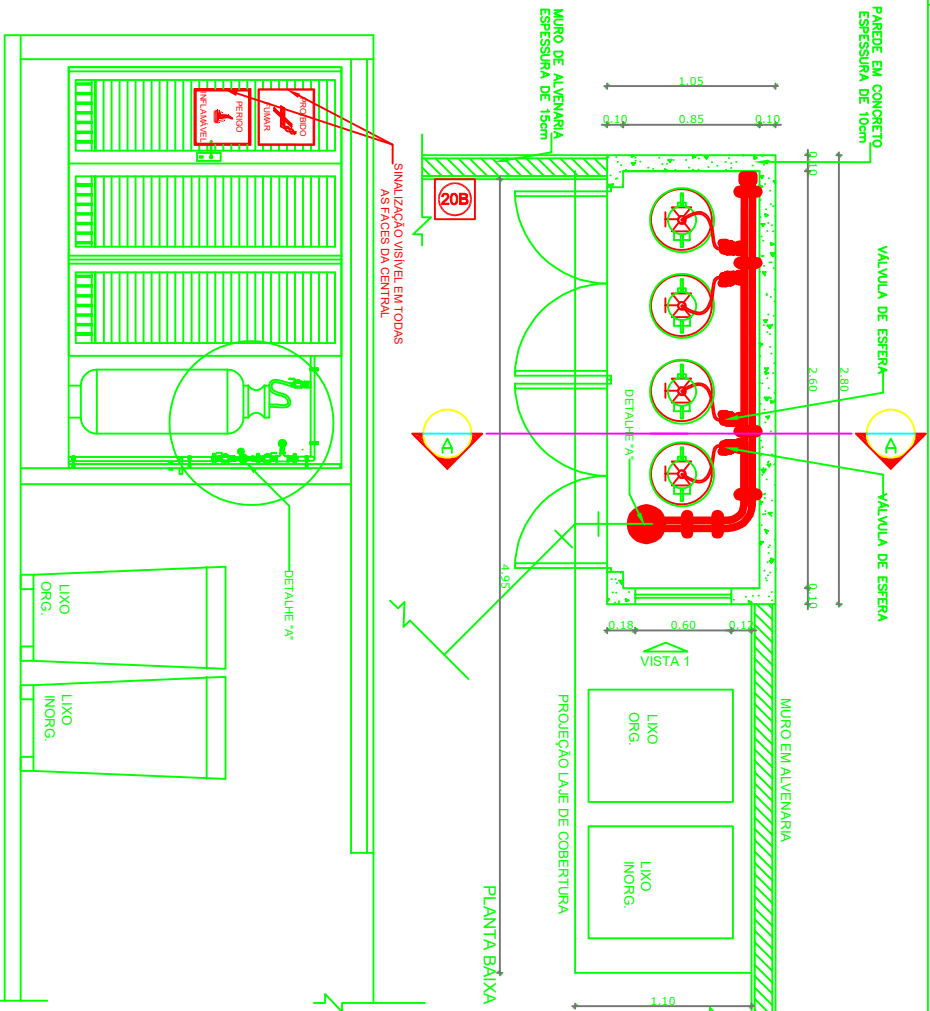 PAREDE EM CONCRETO
ESPESSURA DE 10cm
MURO DE ALVENARIA
ESPESSURA DE 15cm
1.05
0.10
0.85
0.10
0.10
2.80
2.60
0.10
VÁLVULA DE ESFERA
VÁLVULA DE ESFERA
A
A
20B
DETALHE "A"
4.95
0.18
0.60
0.12
VISTA 1
MURO EM ALVENARIA
LIXO
ORG.
LIXO
INORG.
PROJEÇÃO LAJE DE COBERTURA
PLANTA BAIXA
1.10
PROIBIDO
FUMAR
PERIGO
INFLAMÁVEL
SINALIZAÇÃO VISÍVEL EM TODAS
AS FACES DA CENTRAL
DETALHE "A"
LIXO
ORG.
LIXO
INORG.